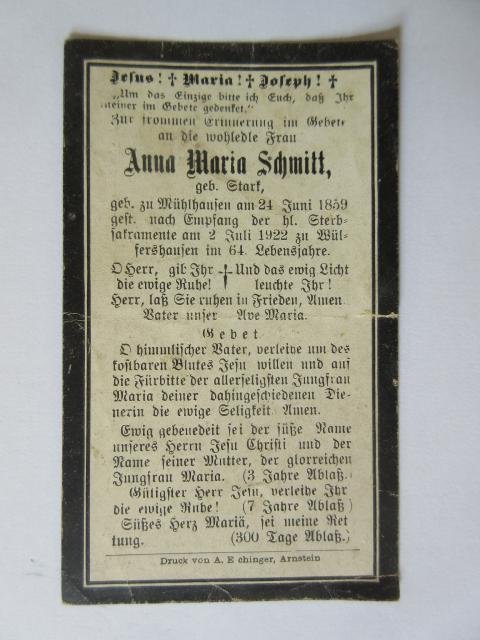 Jesus! ✝ Maria! ✝ Joseph! ✝
„Um das Einzige bitte ich Euch, daß Ihr
meiner im Gebete gedenket.“
Zur frommen Erinnerung im Gebete
an die wohledle Frau
Anna Maria Schmitt,
geb. Stark,
geb. zu Mühlhausen am 24 Juni 1859
gest. nach Empfang der hl. Sterb-
sakramente am 2 Juli 1922 zu Wül-
fershausen im 64. Lebensjahre.
O Herr, gib Ihr ✝ Und das ewig Licht
die ewige Ruhe! leuchte Ihr!
Herr, laß Sie ruhen in Frieden, Amen
Vater unser Ave Maria.
Gebet
O himmlischer Vater, verleihe um des
kostbaren Blutes Jesu willen und auf
die Fürbitte der allerseligsten Jungfrau
Maria deiner dahingeschiedenen Die-
nerin die ewige Seligkeit Amen.
Ewig gebenedeit sei der süße Name
unseres Herrn Jesu Christi und der
Name seiner Mutter, der glorreichen
Jungfrau Maria. (3 Jahre Ablaß.)
Gütigster Herr Jesu, verleihe Ihr
die ewige Ruhe! (7 Jahre Ablaß)
Süßes Herz Mariä, sei meine Ret
tung. (300 Tage Ablaß.)
Druck von A. E chinger, Arnstein